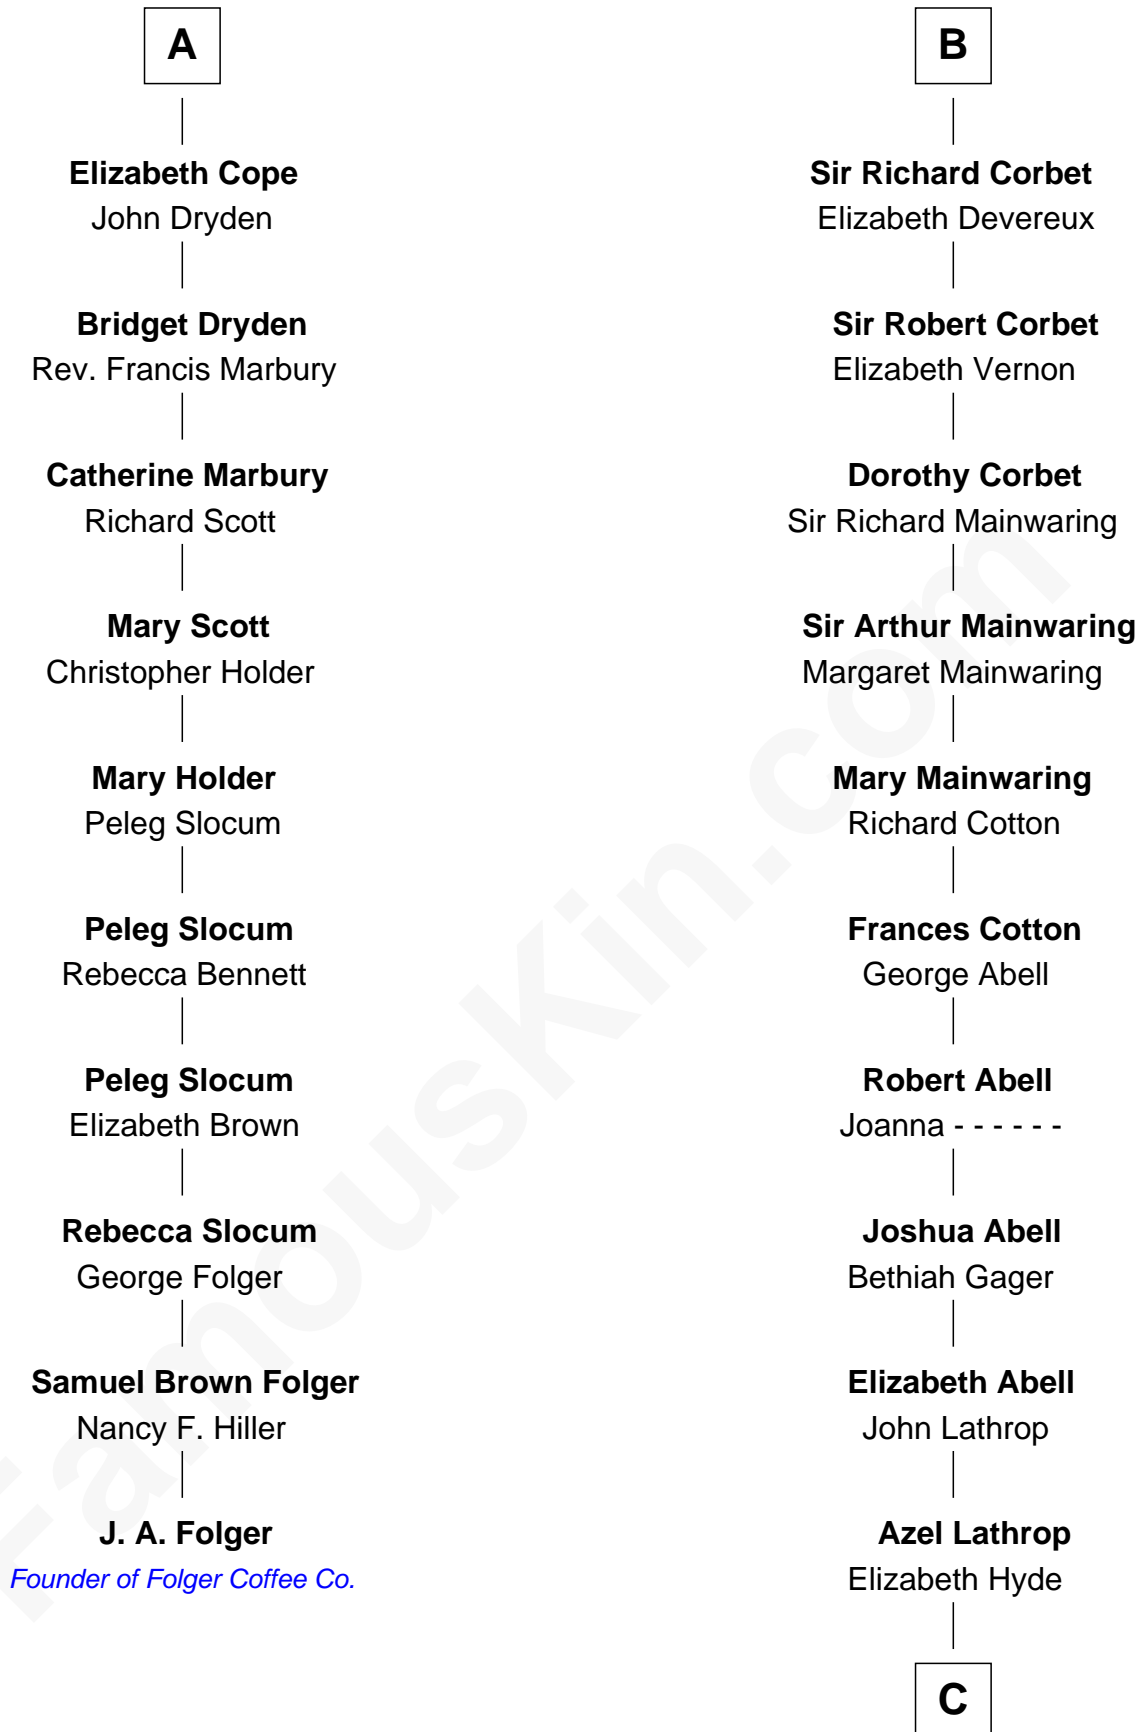 A
Elizabeth Cope
John Dryden
Bridget Dryden
Rev. Francis Marbury
Catherine Marbury
Richard Scott
Mary Scott
Christopher Holder
Mary Holder
Peleg Slocum
Peleg Slocum
Rebecca Bennett
Peleg Slocum
Elizabeth Brown
Rebecca Slocum
George Folger
Samuel Brown Folger
Nancy F. Hiller
J. A. Folger
Founder of Folger Coffee Co.
B
Sir Richard Corbet
Elizabeth Devereux
Sir Robert Corbet
Elizabeth Vernon
Dorothy Corbet
Sir Richard Mainwaring
Sir Arthur Mainwaring
Margaret Mainwaring
Mary Mainwaring
Richard Cotton
Frances Cotton
George Abell
Robert Abell
Joanna - - - - - -
Joshua Abell
Bethiah Gager
Elizabeth Abell
John Lathrop
Azel Lathrop
Elizabeth Hyde
C
FamousKin.com